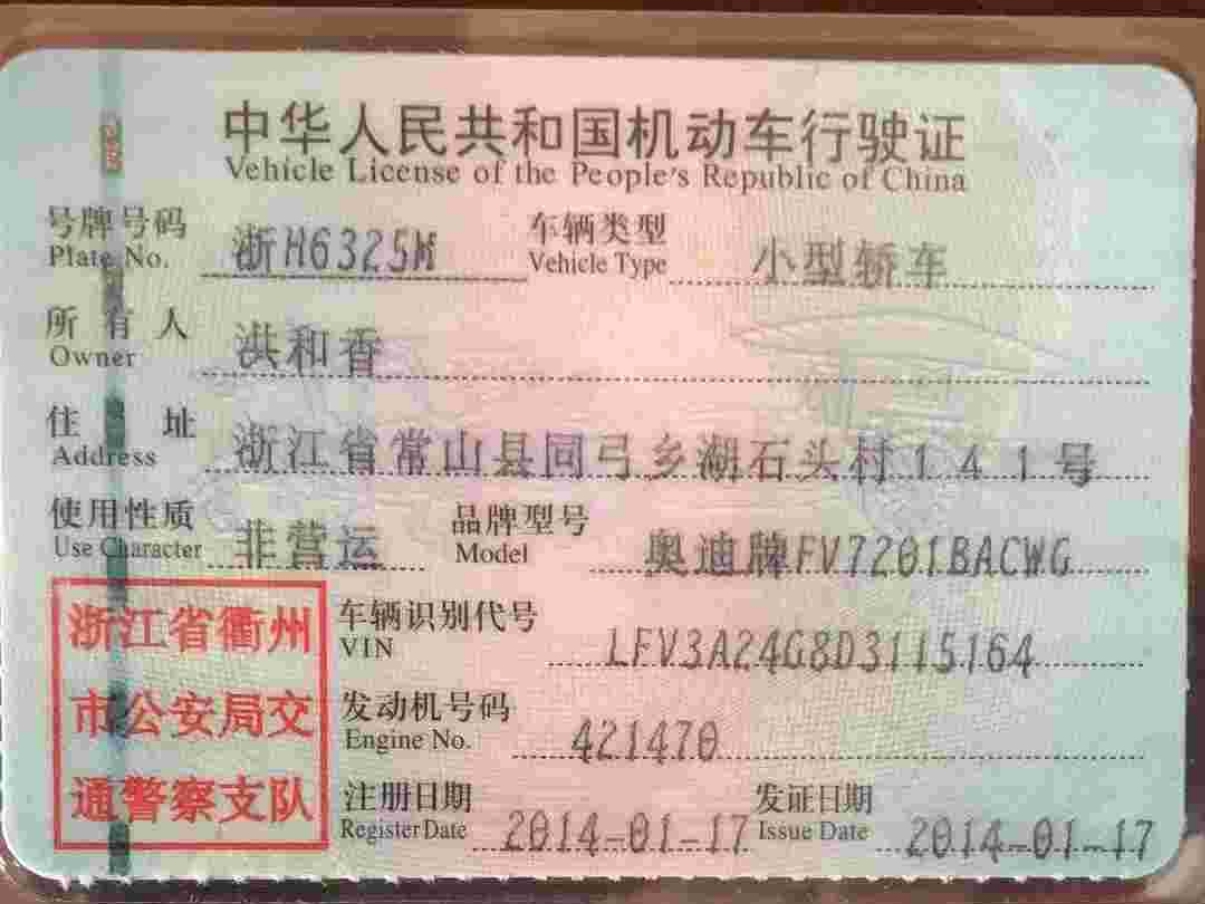 中华人民共和国机动车行驶证
Vehicle License of the People's Republic of China
号牌号码 浙H6325M 车辆类型 小型轿车
Plate No. Vehicle Type
所有人 洪和香
Owner
住址 浙江省常山县同弓乡湖石头村141号
Address
使用性质 非营运 品牌型号 奥迪牌FV7201BACWG
Use Character Model
浙江省衢州
市公安局交
通警察支队
车辆识别代号 LFV3A24G8D3115164
VIN
发动机号码 421470
Engine No.
注册日期 2014-01-17 发证日期 2014-01-17
Register Date Issue Date